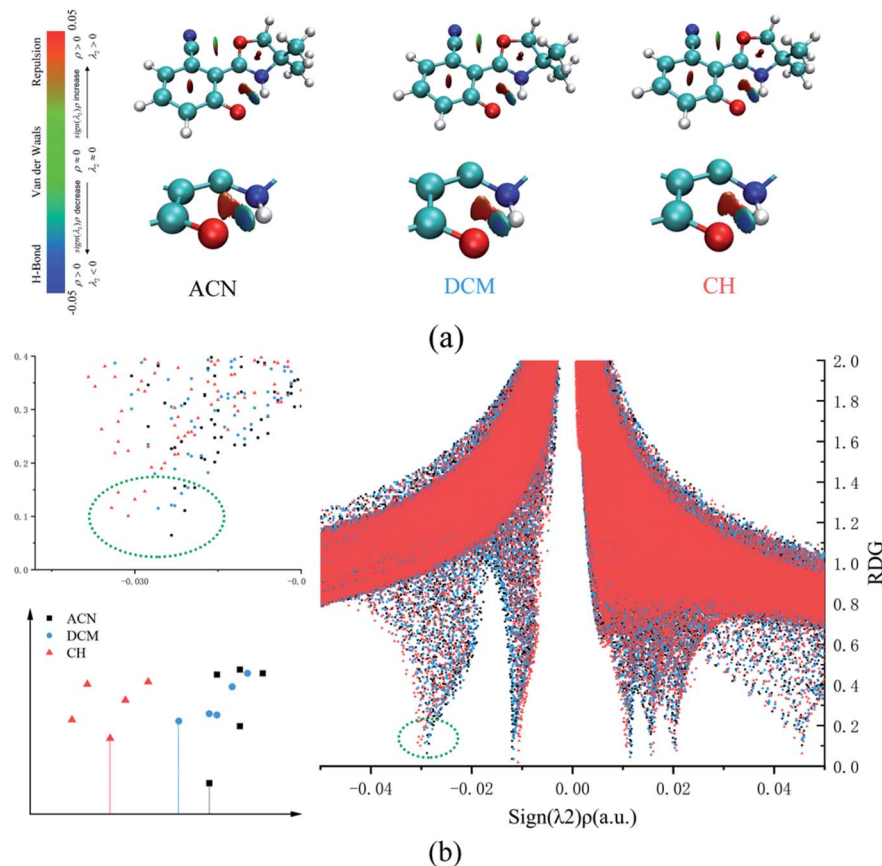 0.05
Repulsion
ρ > 0
λ₂ > 0
sign(λ₂)ρ increase
Van der Waals
ρ ≈ 0
λ₂ ≈ 0
sign(λ₂)ρ decrease
H-Bond
ρ > 0
λ₂ < 0
-0.05
ACN
DCM
CH
(a)
0.4
0.3
0.2
0.1
0.0
-0.030
-0.0
ACN
DCM
CH
2.0
1.8
1.6
1.4
1.2
1.0
0.8
0.6
0.4
0.2
0.0
RDG
-0.04
-0.02
0.00
0.02
0.04
Sign(λ2)ρ(a.u.)
(b)